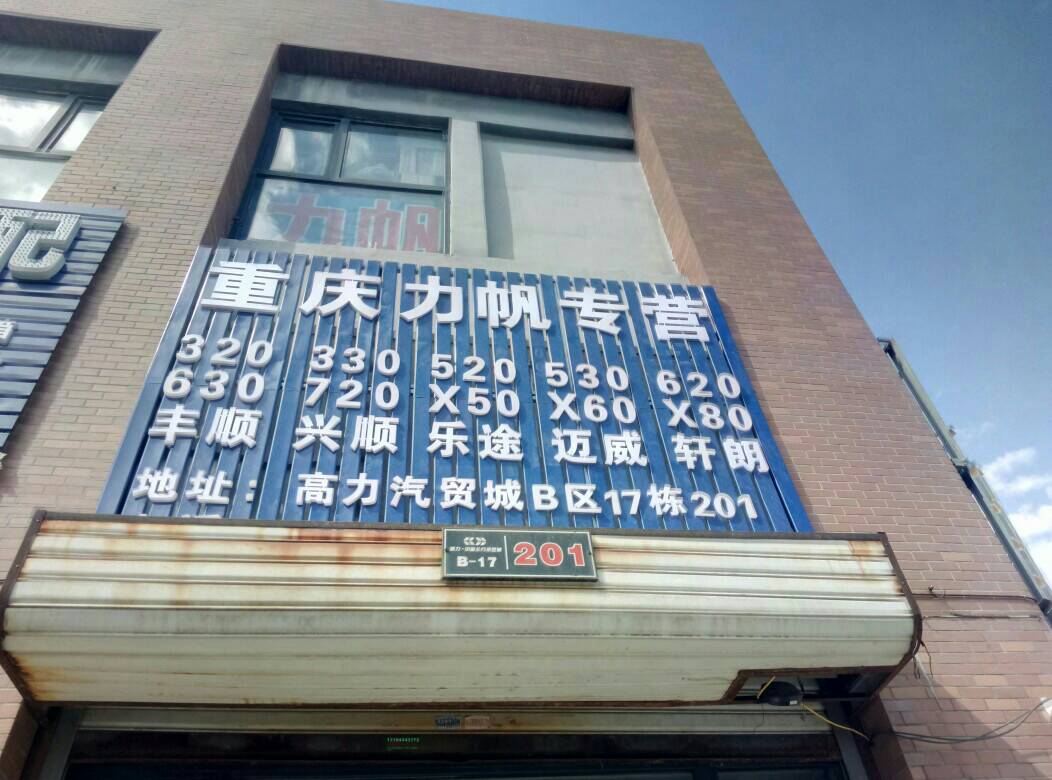 力帆
配
重庆力帆专营
320 330 520 530 620
630 720 X50 X60 X80
丰顺 兴顺 乐途 迈威 轩朗
地址：高力汽贸城B区17栋201
B-17 201